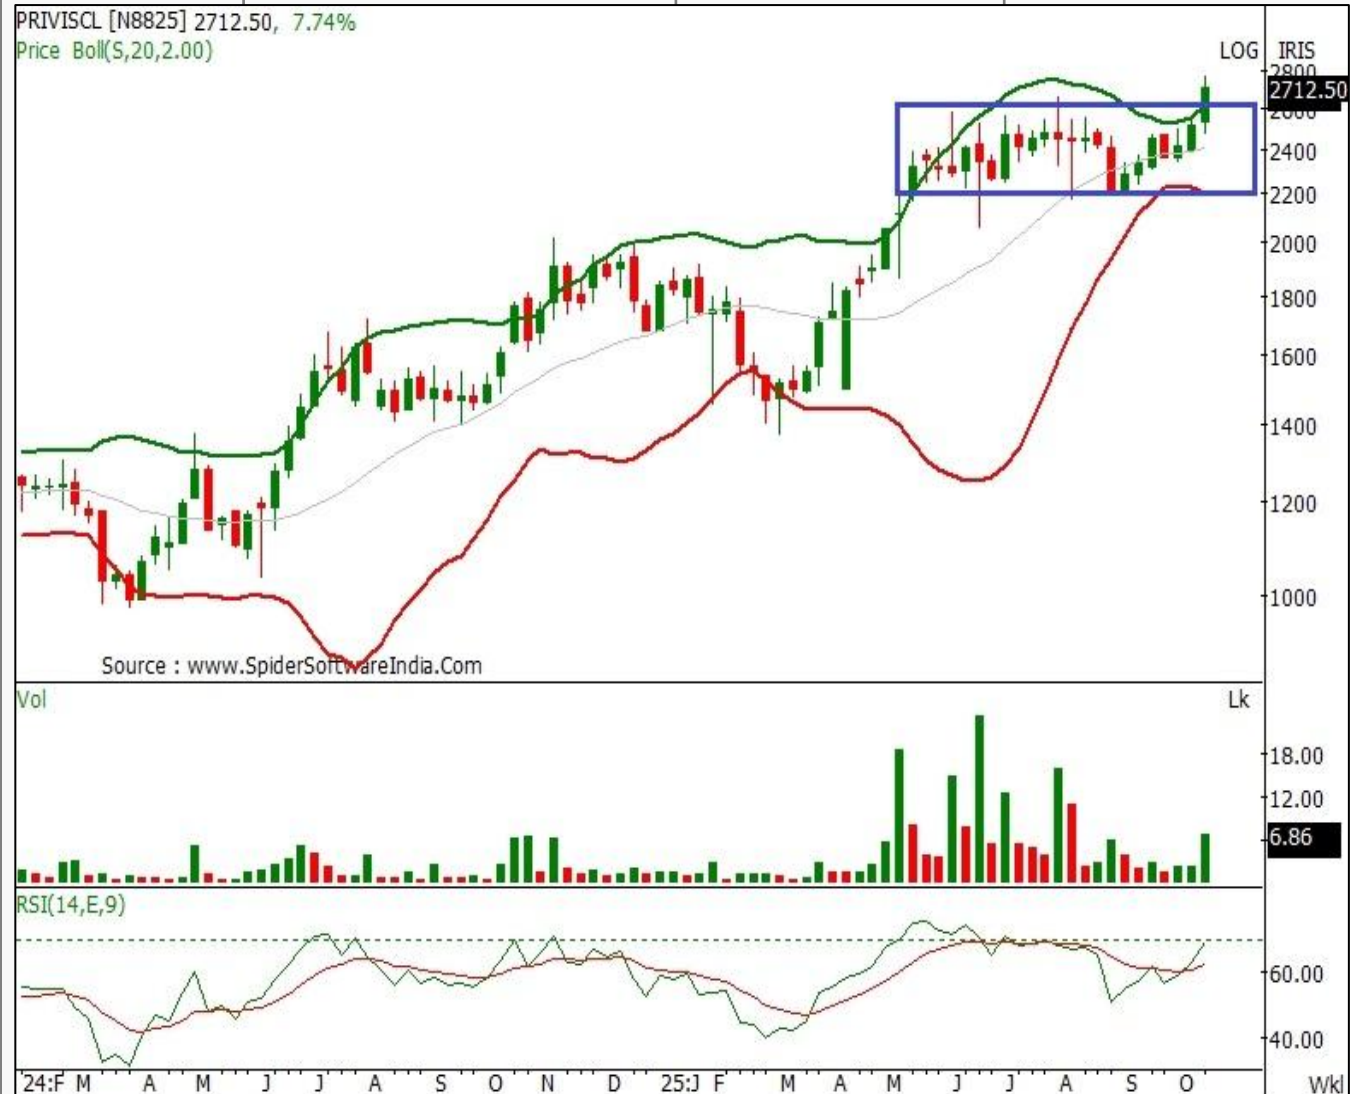 PRIVISCL [N8825] 2712.50, 7.74%
Price Boll(S,20,2.00)
LOG IRIS
2800
2712.50
2600
2400
2200
2000
1800
1600
1400
1200
1000
Source : www.SpiderSoftwareIndia.Com
Vol
Lk
18.00
12.00
6.86
RSI(14,E,9)
60.00
40.00
24:F M A M J J A S O N D 25:J F M A M J J A S O Wkl